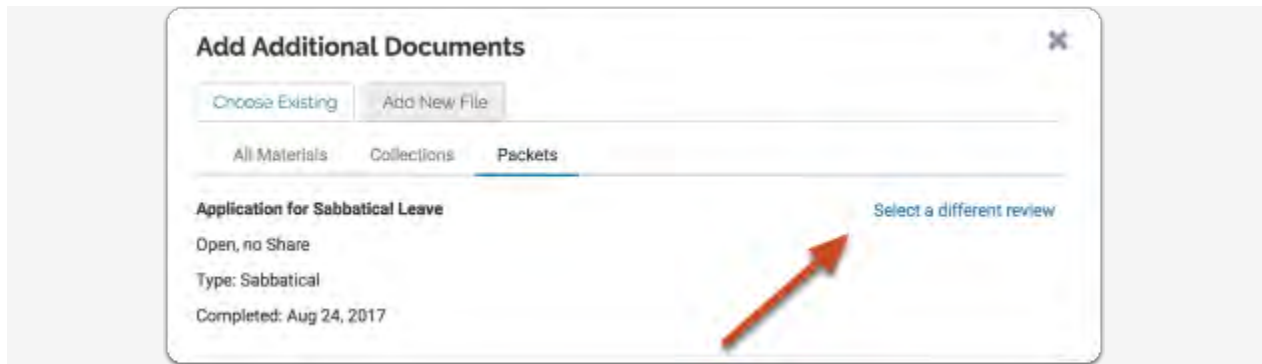 Add Additional Documents
Choose Existing Add New File
All Materials Collections Packets
Application for Sabbatical Leave Select a different review
Open, no Share
Type: Sabbatical
Completed: Aug 24, 2017